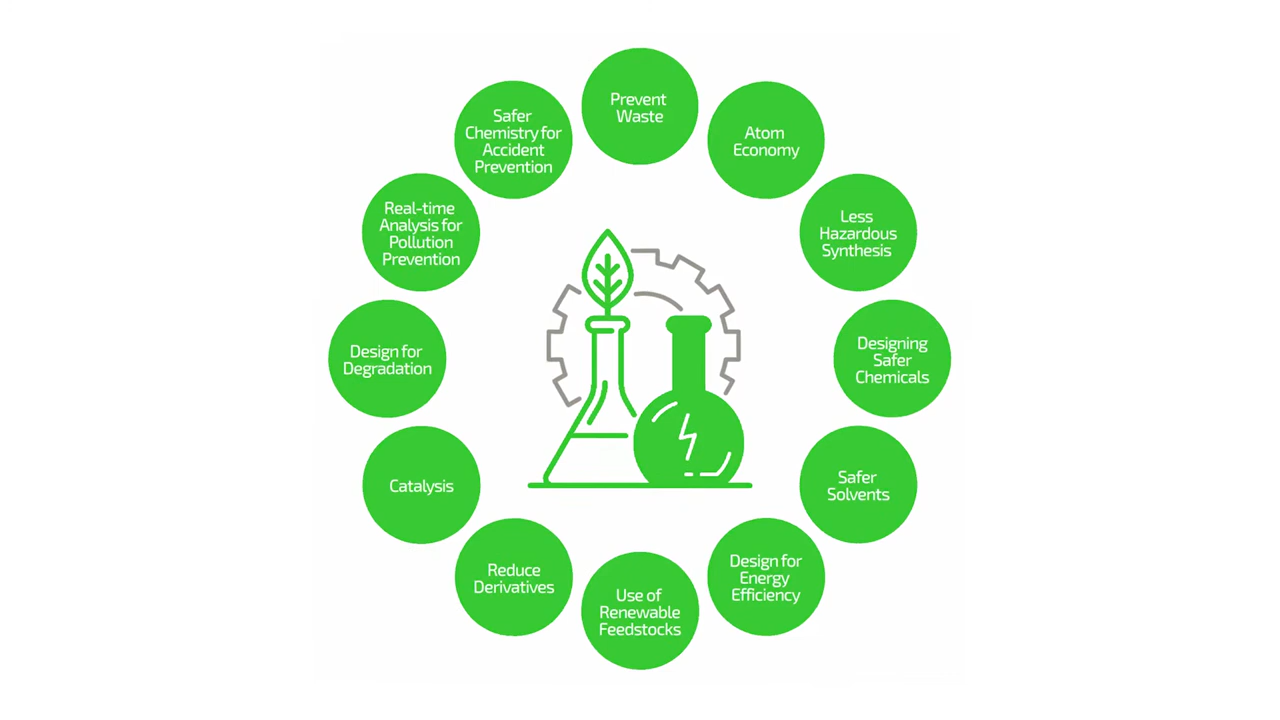 Prevent
Waste
Atom
Economy
Less
Hazardous
Synthesis
Designing
Safer
Chemicals
Safer
Solvents
Design for
Energy
Efficiency
Use of
Renewable
Feedstocks
Reduce
Derivatives
Catalysis
Design for
Degradation
Real-time
Analysis for
Pollution
Prevention
Safer
Chemistry for
Accident
Prevention